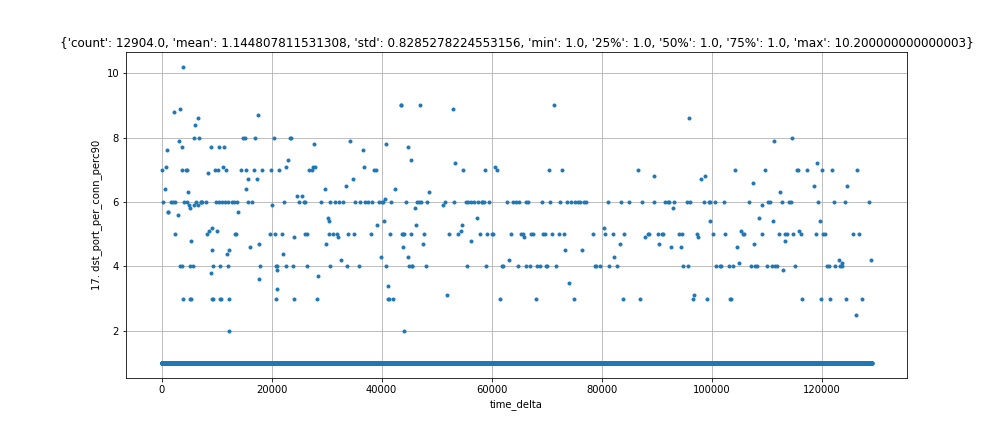 {'count': 12904.0, 'mean': 1.144807811531308, 'std': 0.8285278224553156, 'min': 1.0, '25%': 1.0, '50%': 1.0, '75%': 1.0, 'max': 10.200000000000003}
10
8
6
4
2
17. dst_port_per_conn_perc90
0 20000 40000 60000 80000 100000 120000
time_delta